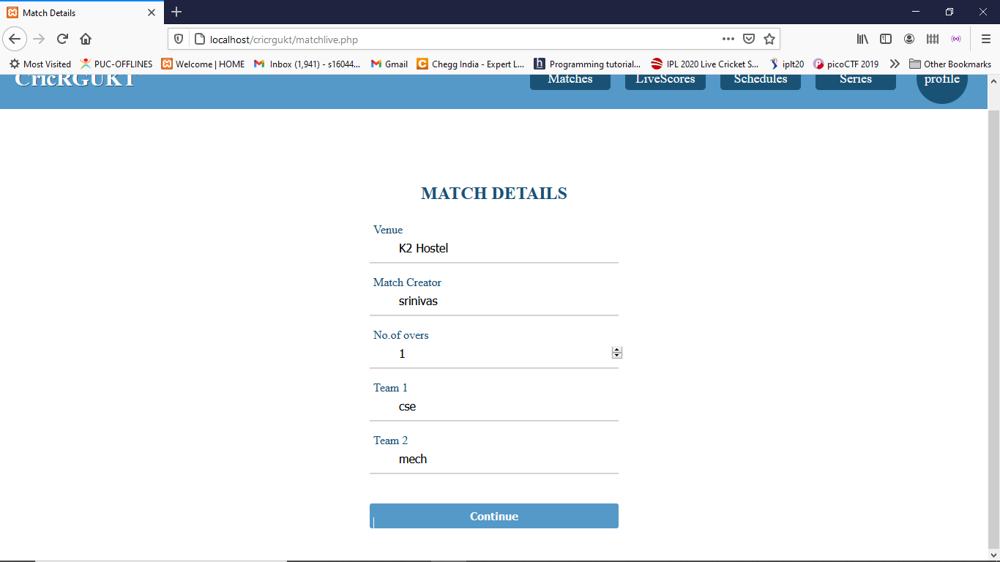 Match Details
localhost/cricrgukt/matchlive.php
Most Visited PUC-OFFLINES Welcome | HOME Inbox (1,941) - s16044... Gmail Chegg India - Expert L... Programming tutorial... IPL 2020 Live Cricket S... iplt20 picoCTF 2019 Other Bookmarks
CricRGUKT Matches LiveScores Schedules Series profile
MATCH DETAILS
Venue
K2 Hostel
Match Creator
srinivas
No.of overs
1
Team 1
cse
Team 2
mech
Continue